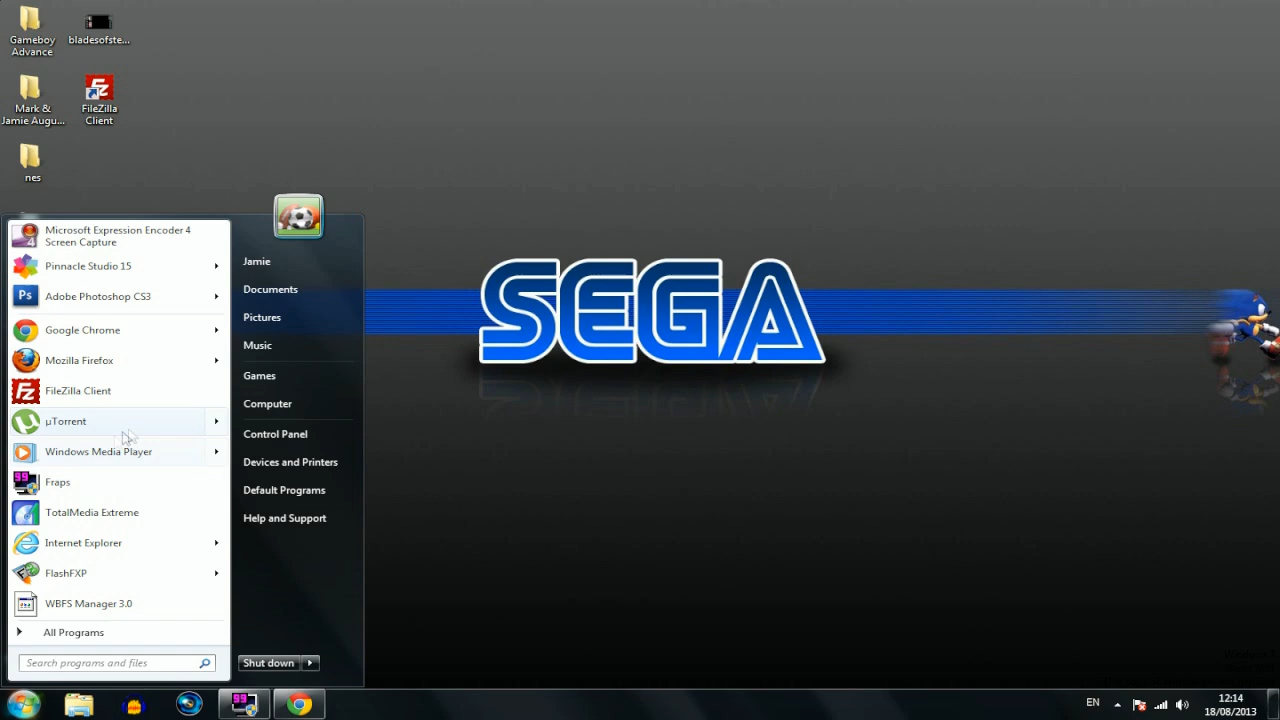 Gameboy
Advance
bladesofste...
Mark &
Jamie Augu...
FileZilla
Client
nes
Microsoft Expression Encoder 4
Screen Capture
Pinnacle Studio 15
Adobe Photoshop CS3
Google Chrome
Mozilla Firefox
FileZilla Client
µTorrent
Windows Media Player
Fraps
TotalMedia Extreme
Internet Explorer
FlashFXP
WBFS Manager 3.0
All Programs
Search programs and files
Jamie
Documents
Pictures
Music
Games
Computer
Control Panel
Devices and Printers
Default Programs
Help and Support
Shut down
SEGA
99
EN
12:14
18/08/2013